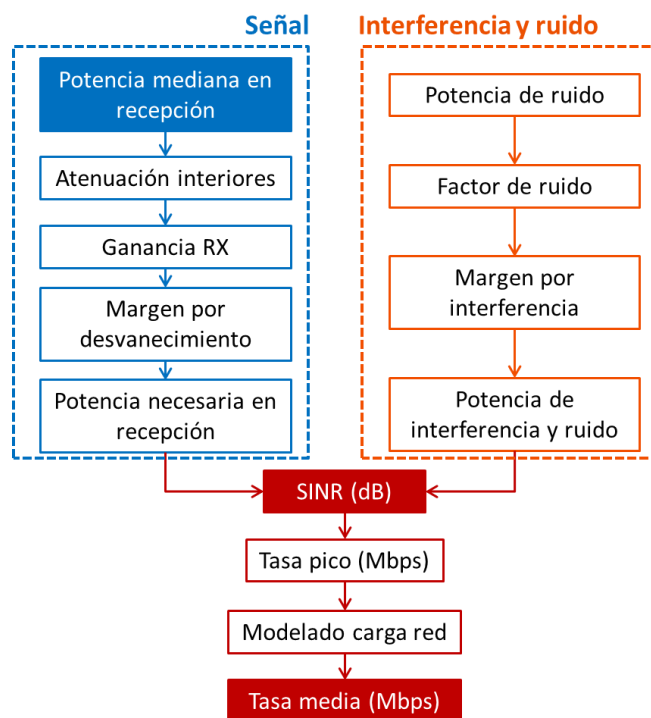 Señal
Potencia mediana en
recepción
Atenuación interiores
Ganancia RX
Margen por
desvanecimiento
Potencia necesaria en
recepción
Interferencia y ruido
Potencia de ruido
Factor de ruido
Margen por
interferencia
Potencia de
interferencia y ruido
SINR (dB)
Tasa pico (Mbps)
Modelado carga red
Tasa media (Mbps)